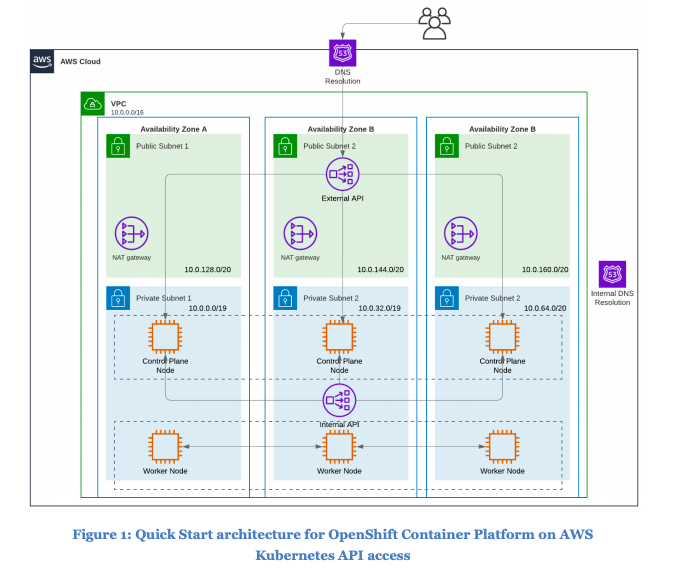 aws
AWS Cloud
53
DNS
Resolution
VPC
10.0.0.0/16
Availability Zone A
Availability Zone B
Availability Zone B
Public Subnet 1
Public Subnet 2
Public Subnet 2
External API
NAT gateway
NAT gateway
NAT gateway
10.0.128.0/20
10.0.144.0/20
10.0.160.0/20
53
Internal DNS
Resolution
Private Subnet 1
Private Subnet 2
Private Subnet 2
10.0.0.0/19
10.0.32.0/19
10.0.64.0/20
Control Plane
Node
Control Plane
Node
Control Plane
Node
Internal API
Worker Node
Worker Node
Worker Node
Figure 1: Quick Start architecture for OpenShift Container Platform on AWS
Kubernetes API access